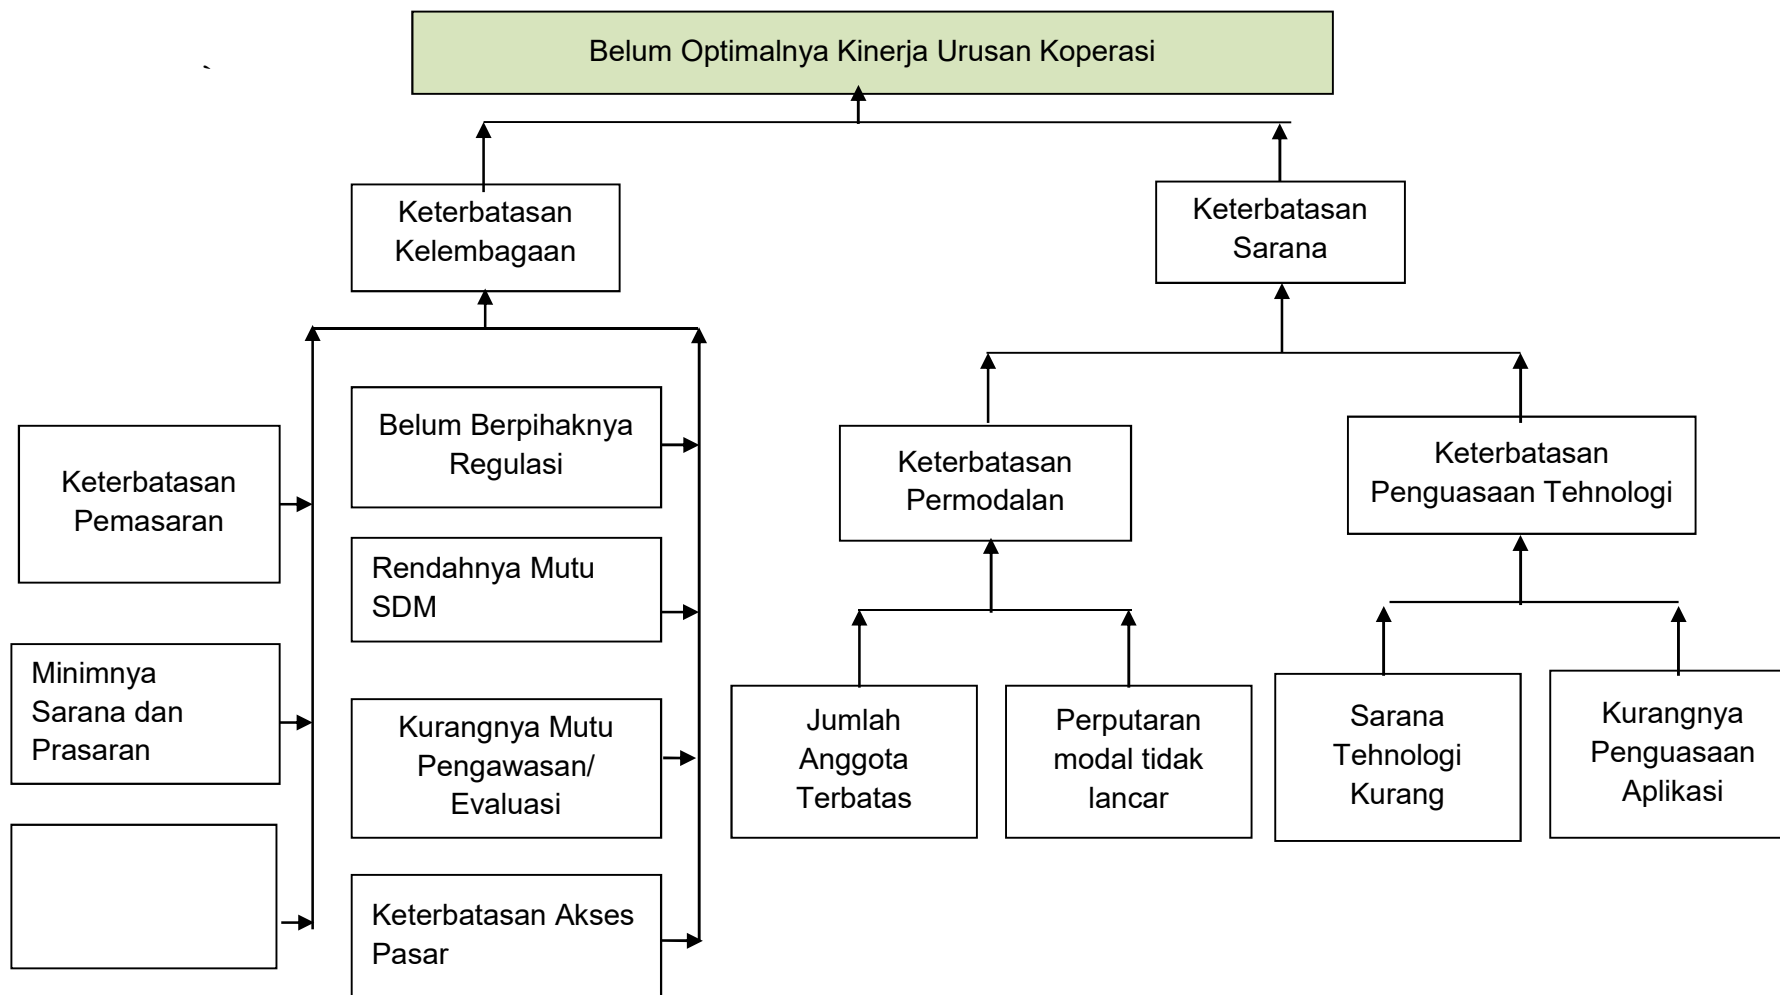 Belum Optimalnya Kinerja Urusan Koperasi
`
Keterbatasan
Kelembagaan
Keterbatasan
Sarana
Keterbatasan
Pemasaran
Minimnya
Sarana dan
Prasaran
Belum Berpihaknya
Regulasi
Rendahnya Mutu
SDM
Kurangnya Mutu
Pengawasan/
Evaluasi
Keterbatasan Akses
Pasar
Keterbatasan
Permodalan
Keterbatasan
Penguasaan Tehnologi
Jumlah
Anggota
Terbatas
Perputaran
modal tidak
lancar
Sarana
Tehnologi
Kurang
Kurangnya
Penguasaan
Aplikasi